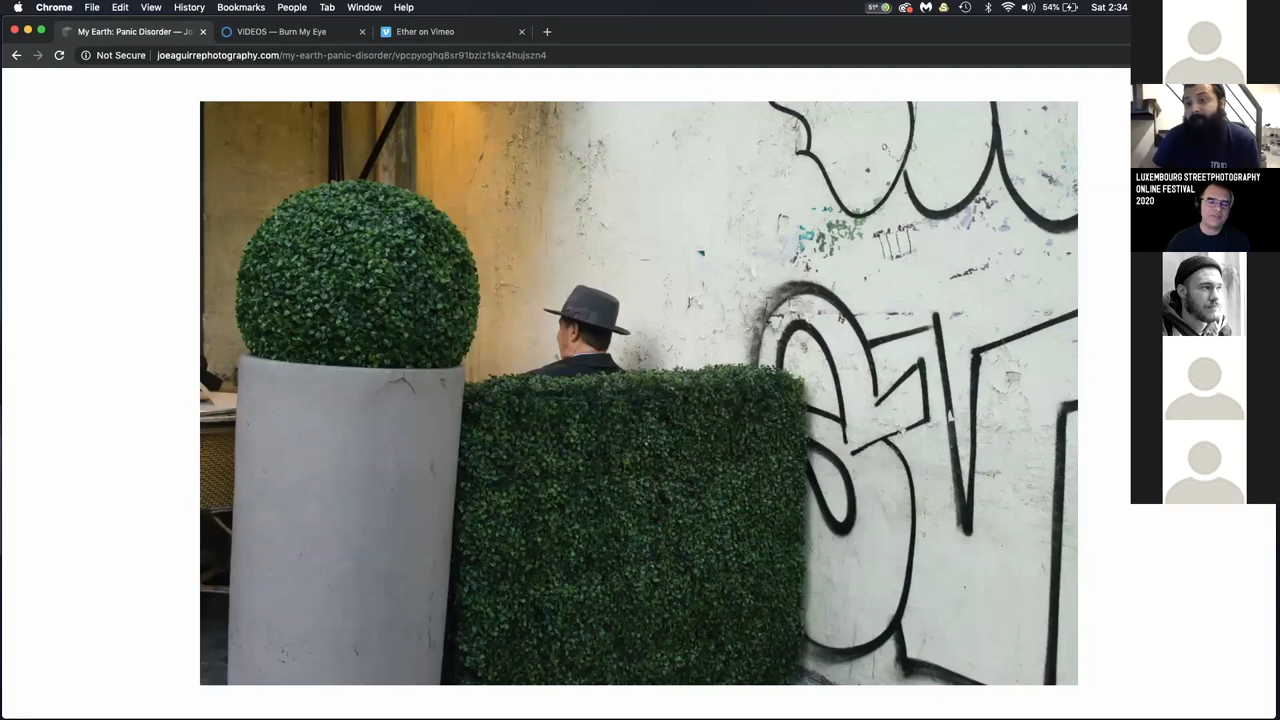 Chrome File Edit View History Bookmarks People Tab Window Help 51° 54% Sat 2:34
My Earth: Panic Disorder — Jo VIDEOS — Burn My Eye Ether on Vimeo
Not Secure joeaguirrephotography.com/my-earth-panic-disorder/vpcpyoghq8sr91bziz1skz4hujszn4
LUXEMBOURG STREETPHOTOGRAPHY
ONLINE FESTIVAL
2020